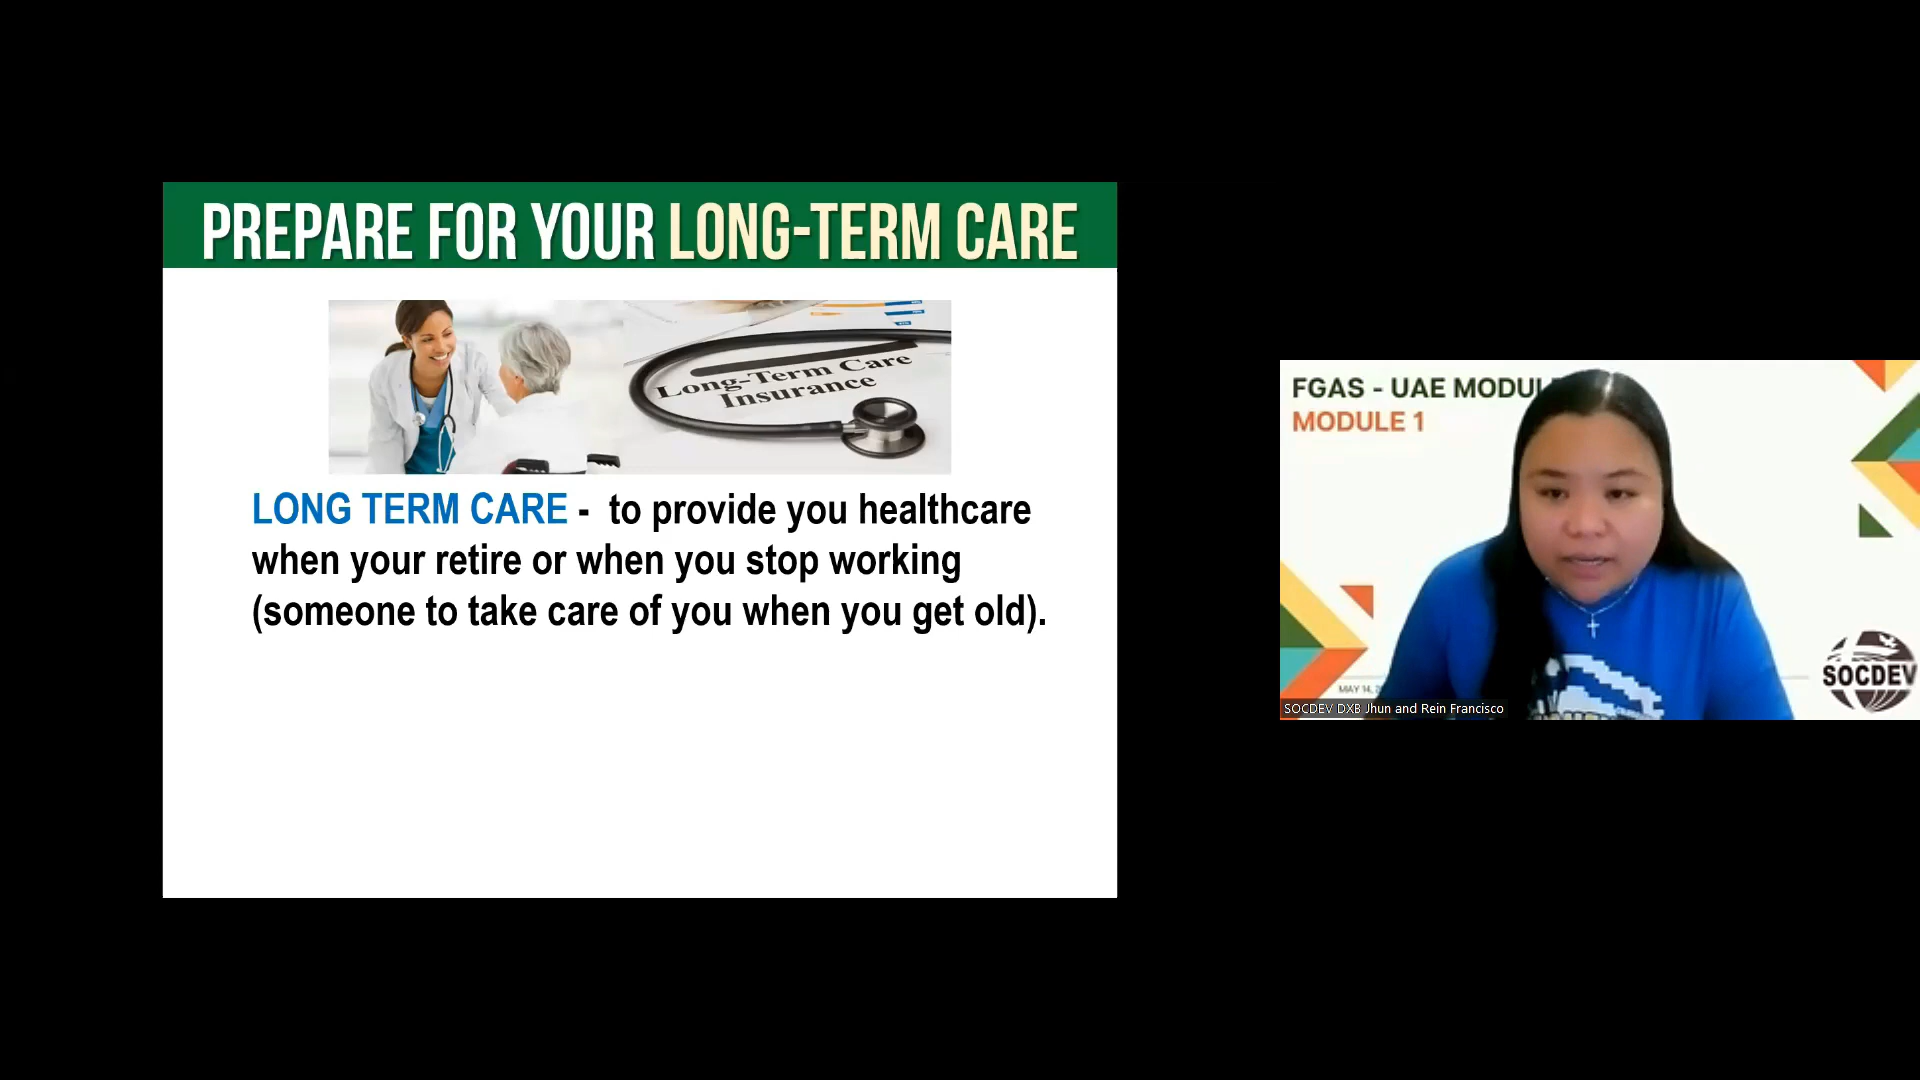 PREPARE FOR YOUR LONG-TERM CARE
Long-Term Care
Insurance
LONG TERM CARE -  to provide you healthcare
when your retire or when you stop working
(someone to take care of you when you get old).
FGAS - UAE
MODULE 1
MAY 14,
SOCDEV
SOCDEV DXB Jhun and Rein Francisco